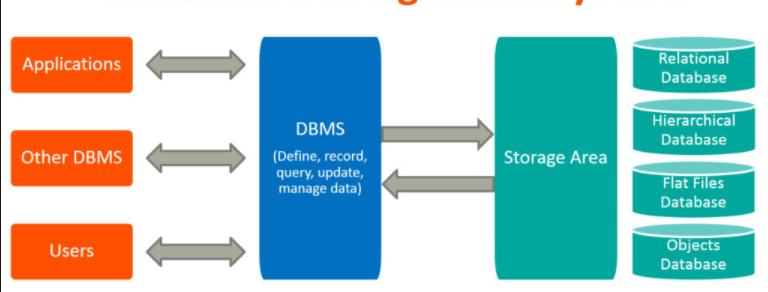 Applications
Other DBMS
Users
DBMS
(Define, record,
query, update,
manage data)
Storage Area
Relational
Database
Hierarchical
Database
Flat Files
Database
Objects
Database